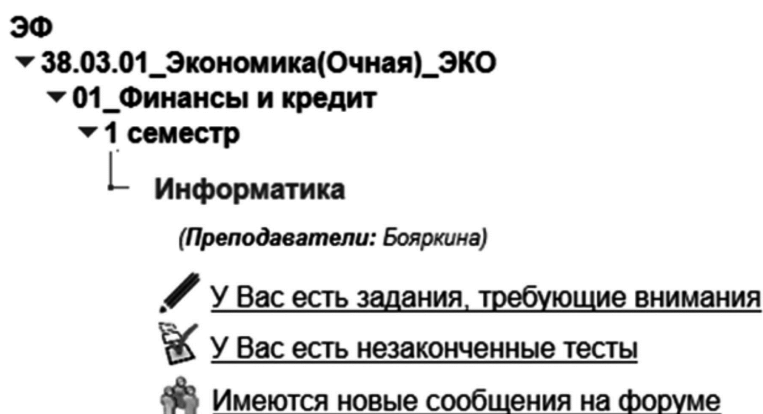 ЭФ
38.03.01_Экономика(Очная)_ЭКО
01_Финансы и кредит
1 семестр
Информатика
(Преподаватели: Бояркина)
У Вас есть задания, требующие внимания
У Вас есть незаконченные тесты
Имеются новые сообщения на форуме